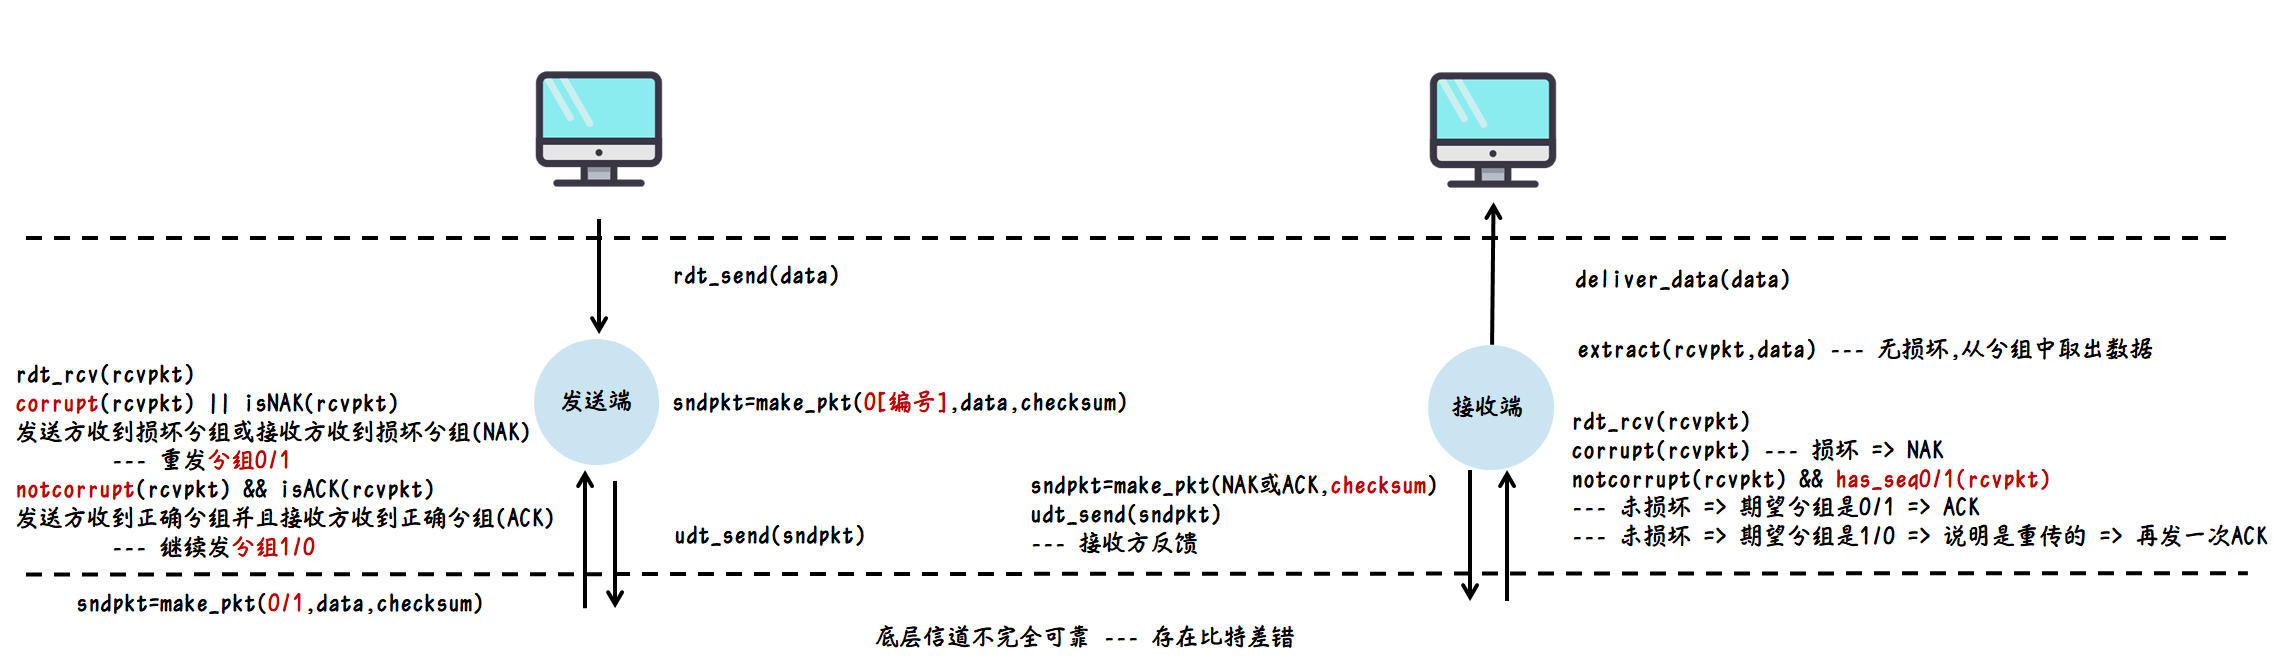 rdt_send(data)
deliver_data(data)
extract(rcvpkt,data) --- 无损坏,从分组中取出数据
rdt_rcv(rcvpkt)
corrupt(rcvpkt) || isNAK(rcvpkt)
发送方收到损坏分组或接收方收到损坏分组(NAK)
--- 重发分组0/1
notcorrupt(rcvpkt) && isACK(rcvpkt)
发送方收到正确分组并且接收方收到正确分组(ACK)
--- 继续发分组1/0
发送端
sndpkt=make_pkt(0[编号],data,checksum)
接收端
rdt_rcv(rcvpkt)
corrupt(rcvpkt) --- 损坏 => NAK
notcorrupt(rcvpkt) && has_seq0/1(rcvpkt)
--- 未损坏 => 期望分组是0/1 => ACK
--- 未损坏 => 期望分组是1/0 => 说明是重传的 => 再发一次ACK
sndpkt=make_pkt(NAK或ACK,checksum)
udt_send(sndpkt)
--- 接收方反馈
udt_send(sndpkt)
sndpkt=make_pkt(0/1,data,checksum)
底层信道不完全可靠 --- 存在比特差错